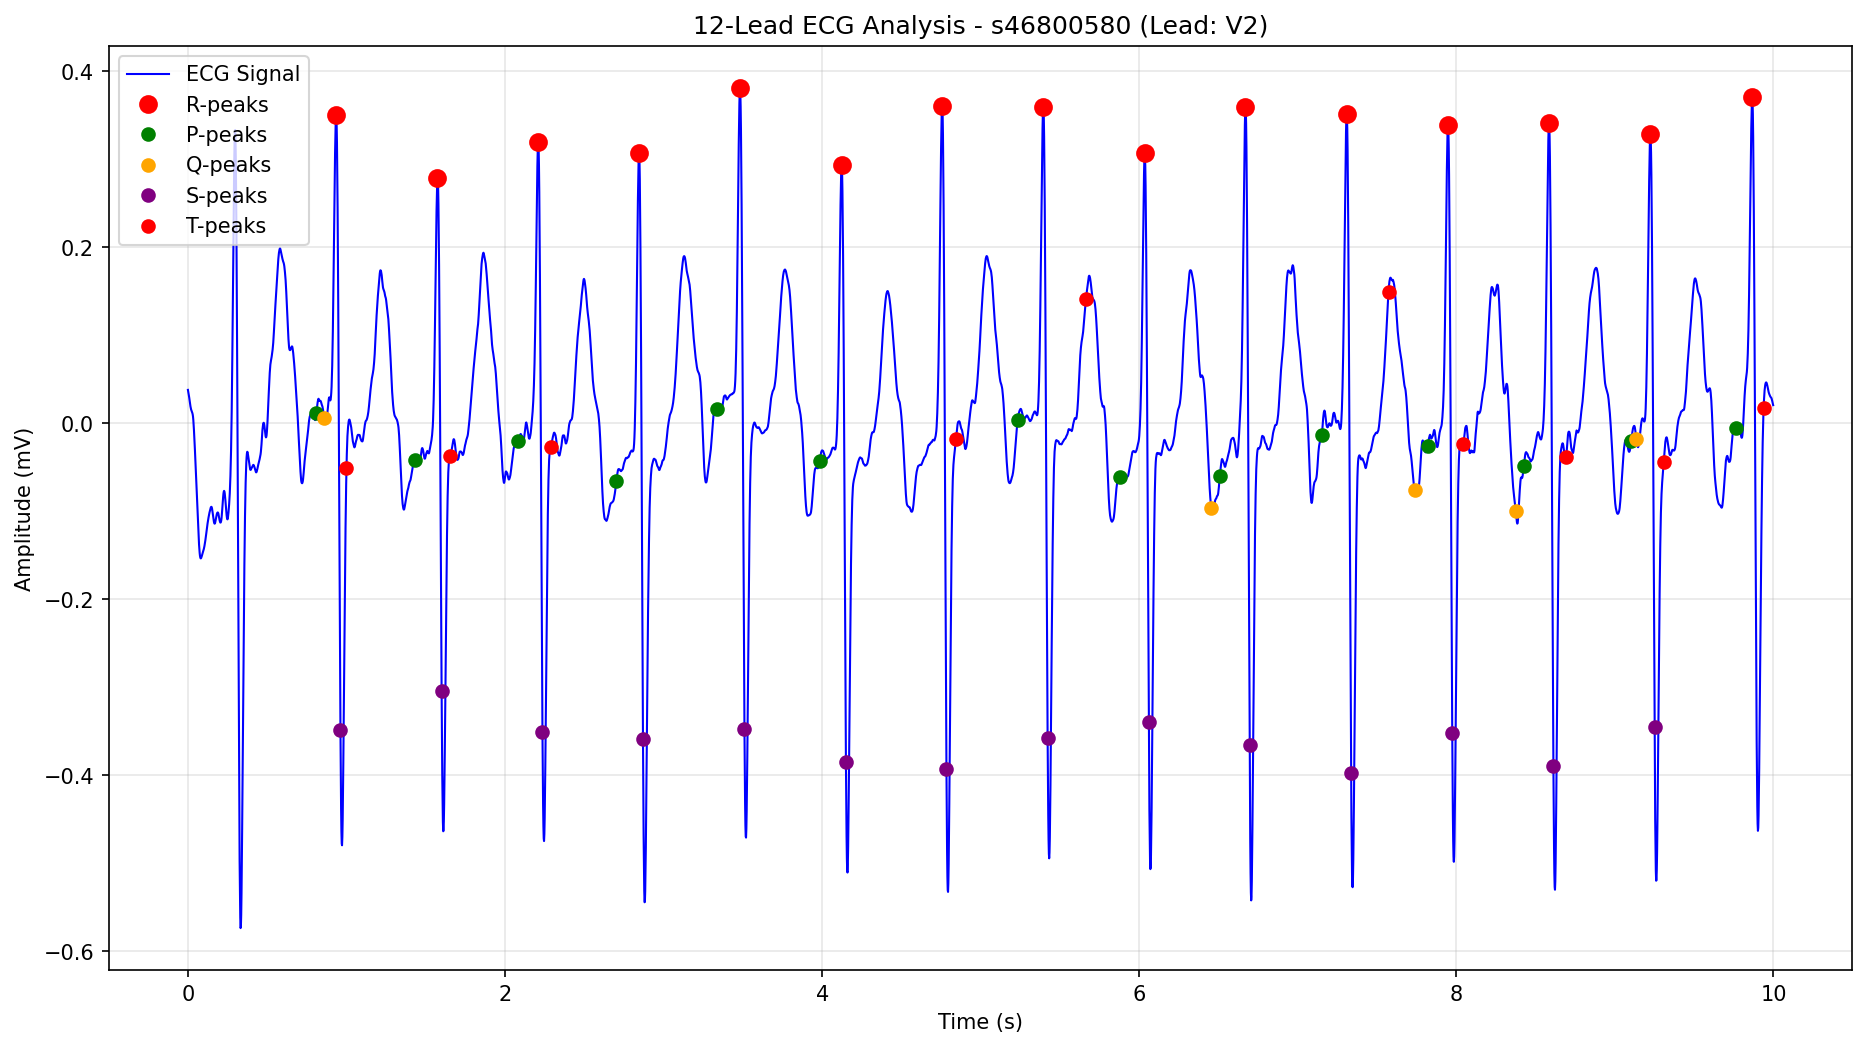 12-Lead ECG Analysis - s46800580 (Lead: V2)
ECG Signal
R-peaks
P-peaks
Q-peaks
S-peaks
T-peaks
Amplitude (mV)
0.4
0.2
0.0
−0.2
−0.4
−0.6
0 2 4 6 8 10
Time (s)